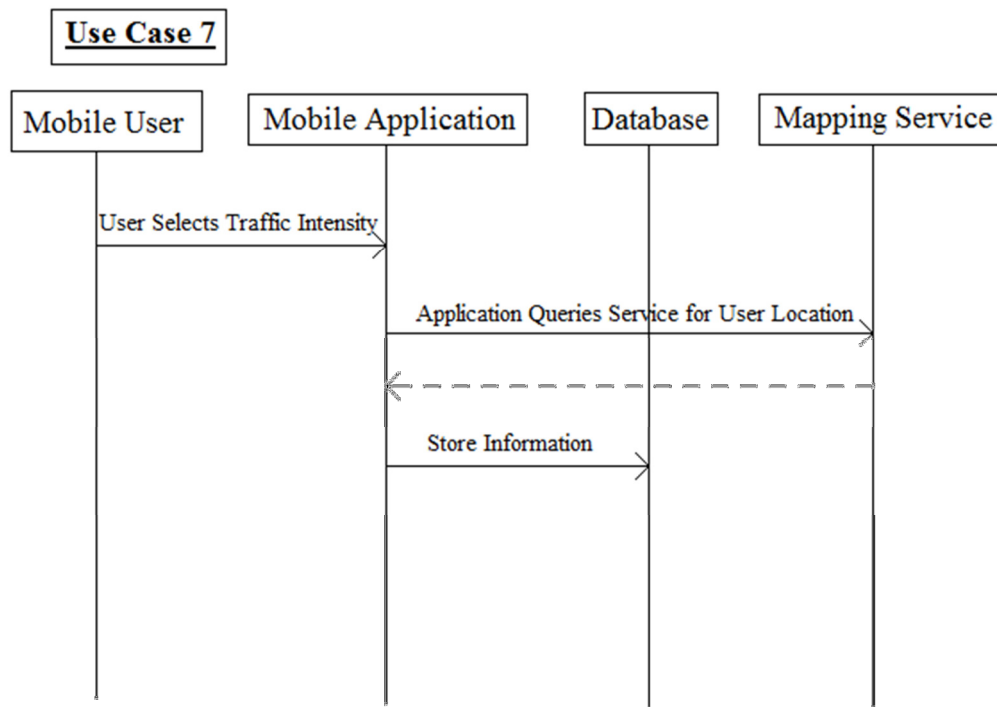 Use Case 7
Mobile User
Mobile Application
Database
Mapping Service
User Selects Traffic Intensity
Application Queries Service for User Location
Store Information